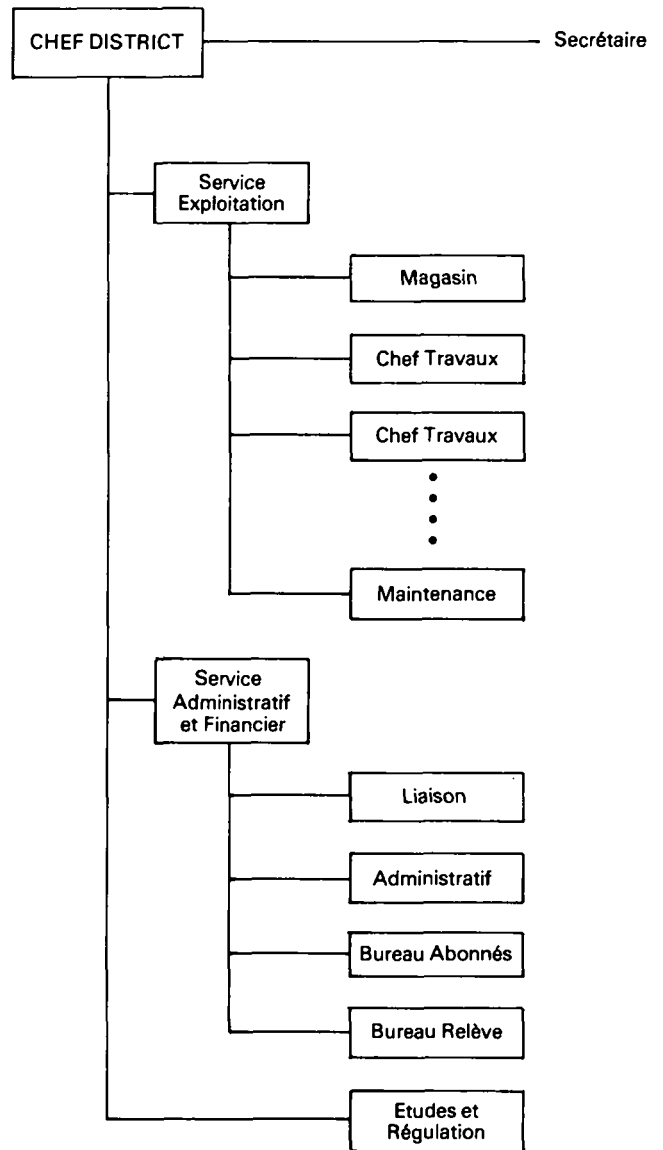 CHEF DISTRICT
Secrétaire
Service
Exploitation
Magasin
Chef Travaux
Chef Travaux
Maintenance
Service
Administratif
et Financier
Liaison
Administratif
Bureau Abonnés
Bureau Relève
Etudes et
Régulation